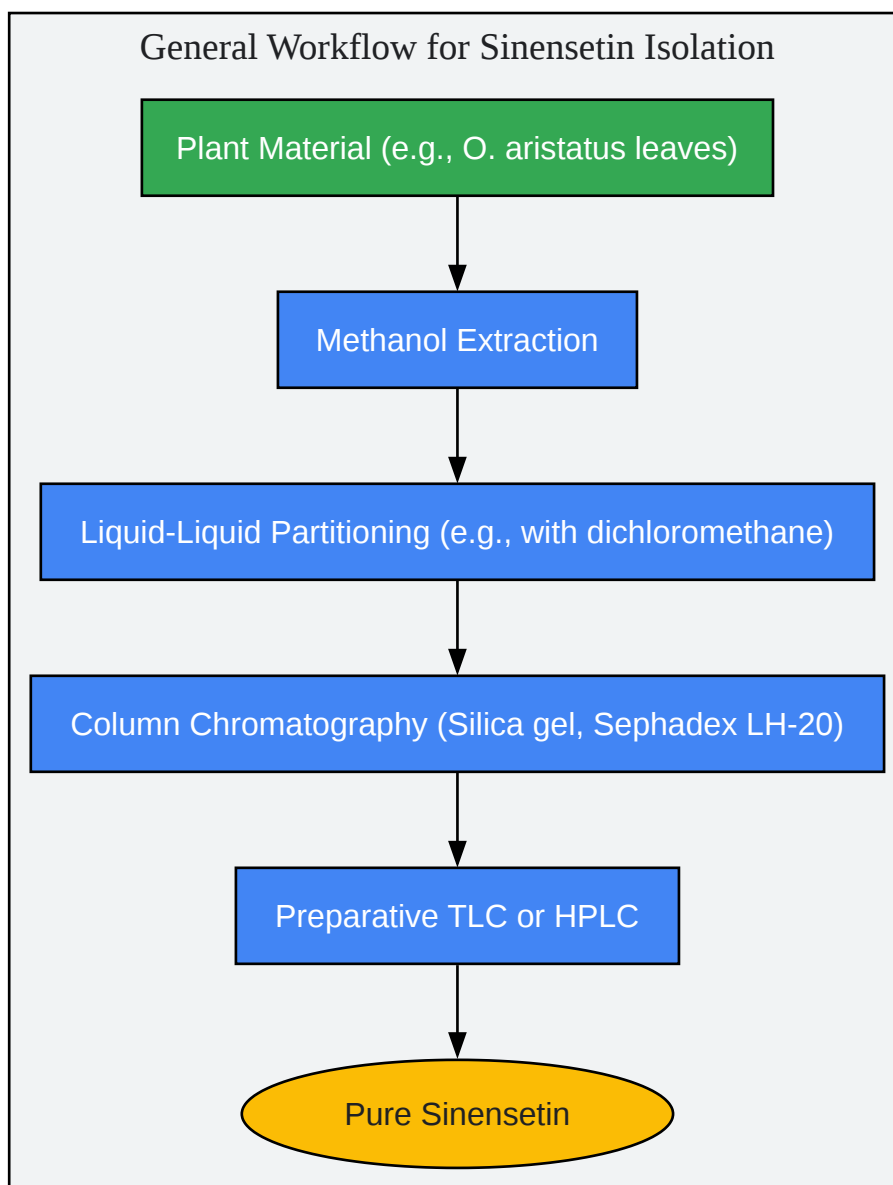 General Workflow for Sinensetin Isolation
Plant Material (e.g., O. aristatus leaves)
Methanol Extraction
Liquid-Liquid Partitioning (e.g., with dichloromethane)
Column Chromatography (Silica gel, Sephadex LH-20)
Preparative TLC or HPLC
Pure Sinensetin